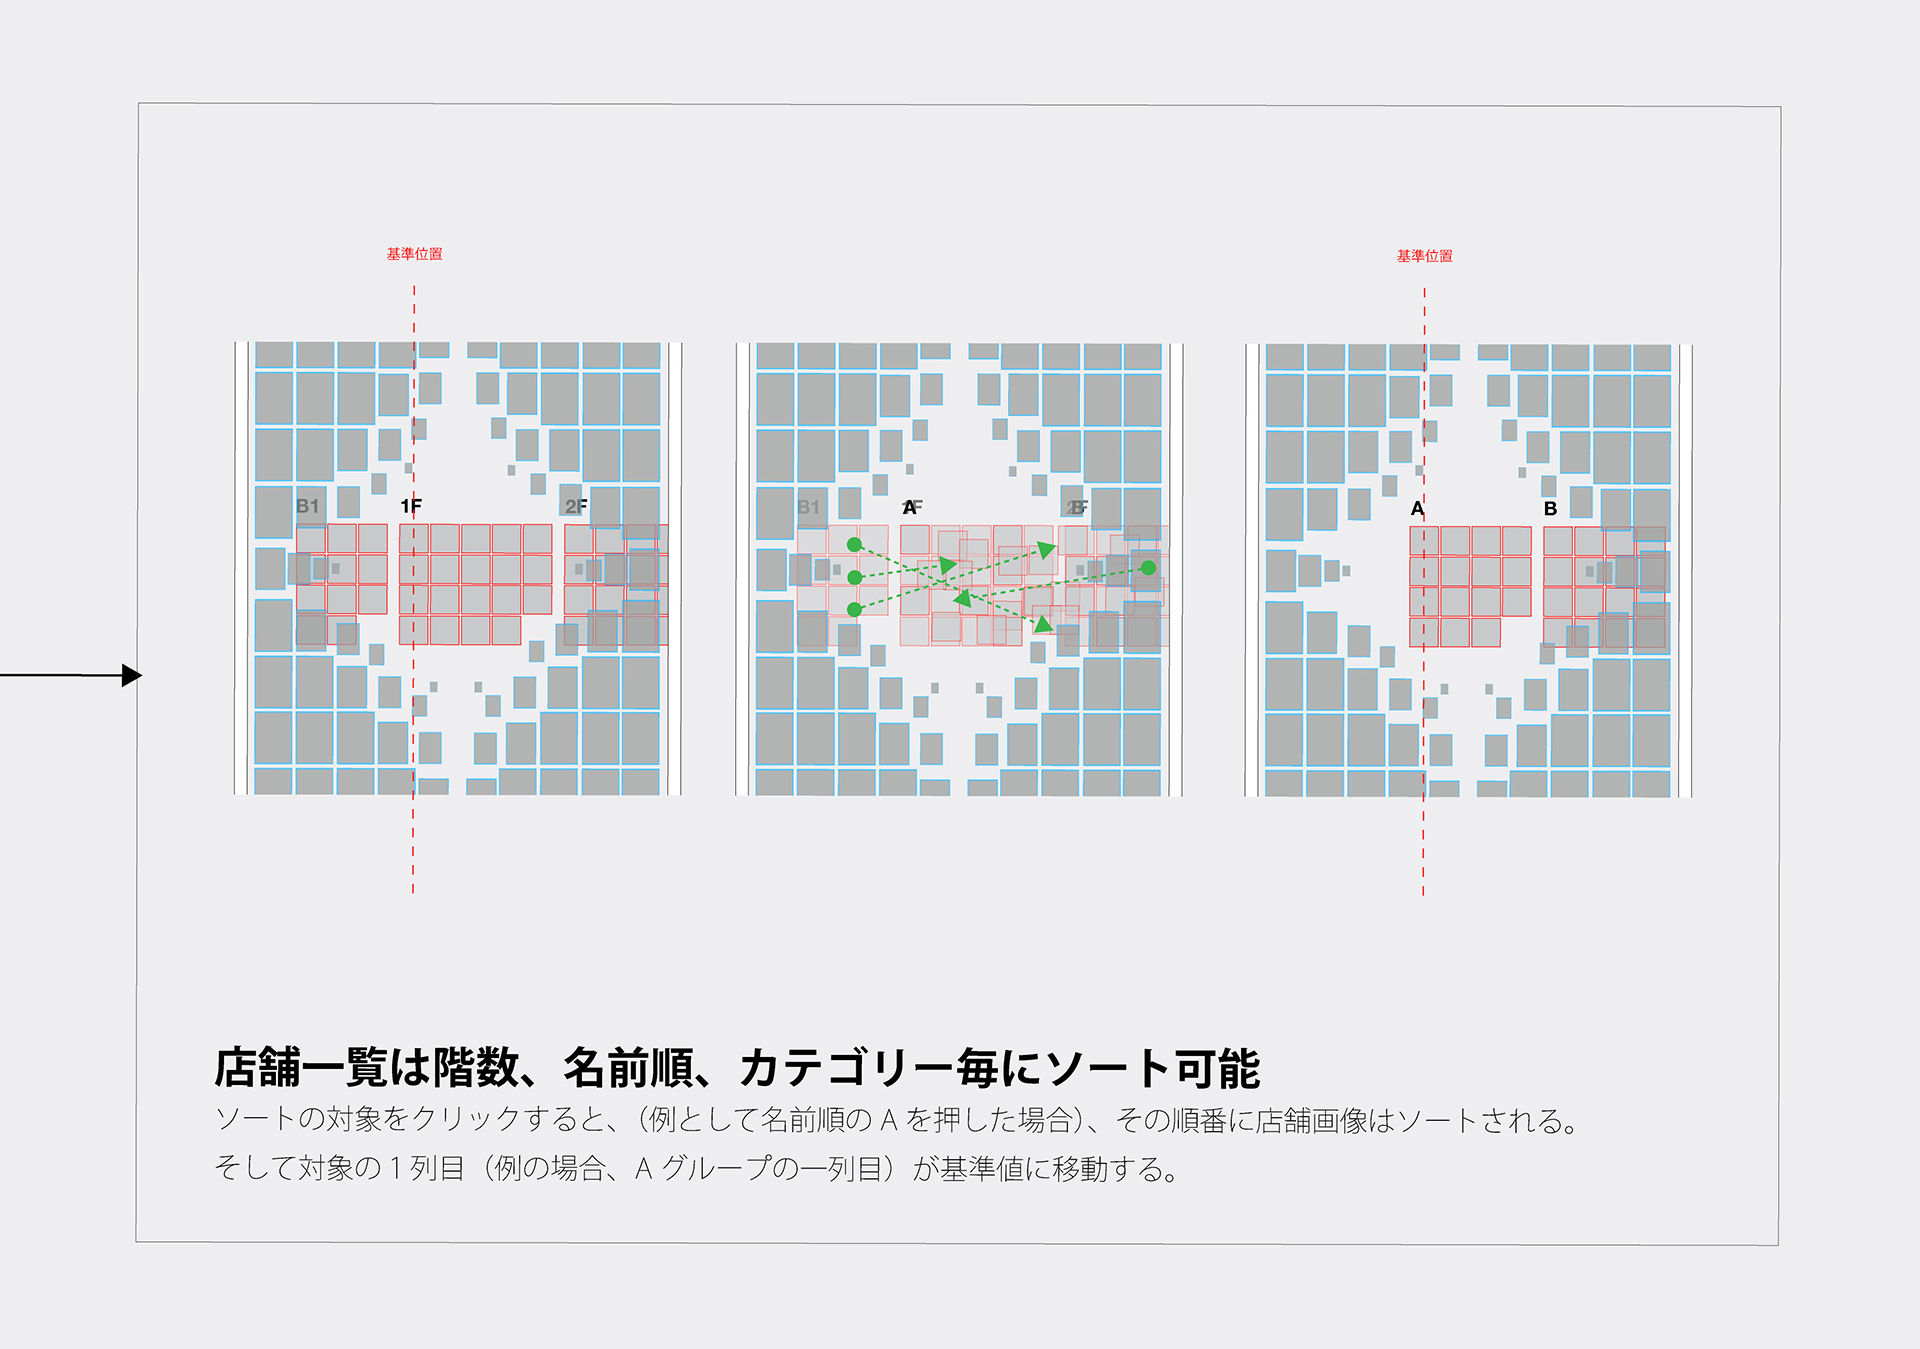 基準位置
基準位置
B1
1F
2F
B1
A
1F
B
2F
A
B
店舗一覧は階数、名前順、カテゴリー毎にソート可能
ソートの対象をクリックすると、（例として名前順の A を押した場合）、その順番に店舗画像はソートされる。
そして対象の 1 列目（例の場合、A グループの一列目）が基準値に移動する。